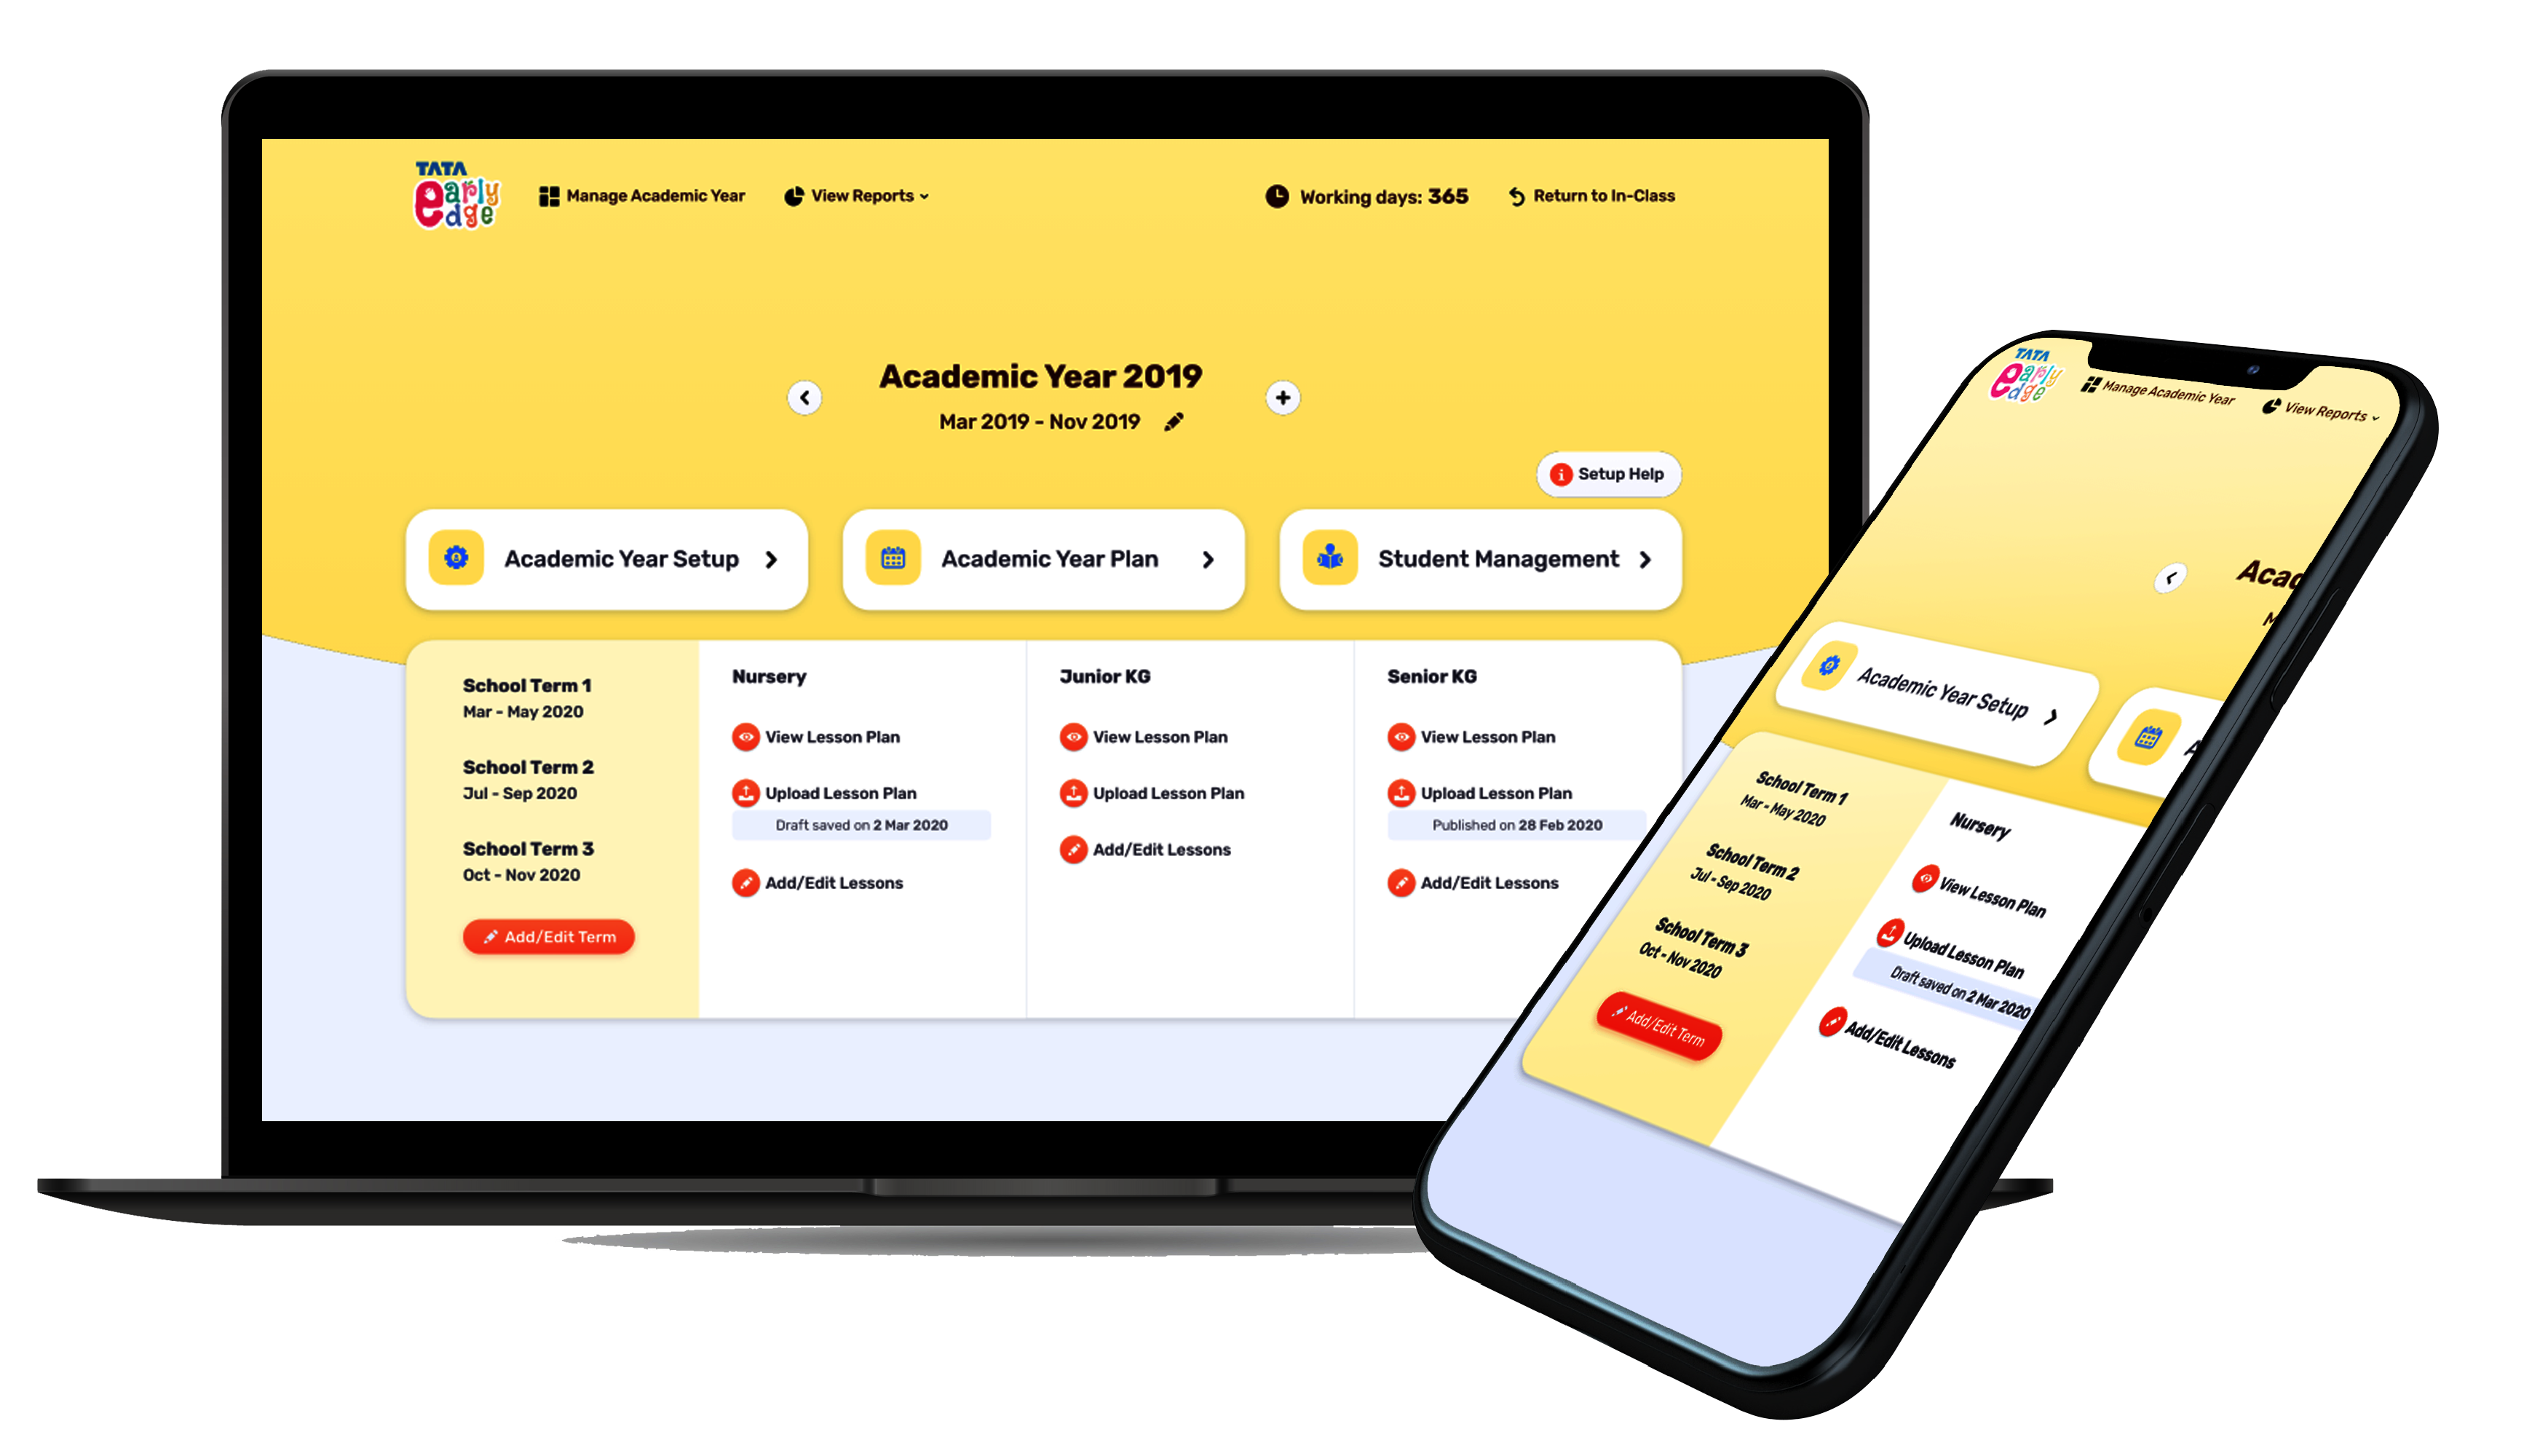 TATA
early
edge
Manage Academic Year
View Reports
Working days: 365
Return to In-Class
Academic Year 2019
Mar 2019 - Nov 2019
Setup Help
Academic Year Setup
Academic Year Plan
Student Management
School Term 1
Mar - May 2020
School Term 2
Jul - Sep 2020
School Term 3
Oct - Nov 2020
Add/Edit Term
Nursery
View Lesson Plan
Upload Lesson Plan
Draft saved on 2 Mar 2020
Add/Edit Lessons
Junior KG
View Lesson Plan
Upload Lesson Plan
Add/Edit Lessons
Senior KG
View Lesson Plan
Upload Lesson Plan
Published on 28 Feb 2020
Add/Edit Lessons
TATA
early
edge
Manage Academic Year
View Reports
Acad
M
Academic Year Setup
A
School Term 1
Mar - May 2020
School Term 2
Jul - Sep 2020
School Term 3
Oct - Nov 2020
Add/Edit Term
Nursery
View Lesson Plan
Upload Lesson Plan
Draft saved on 2 Mar 2020
Add/Edit Lessons